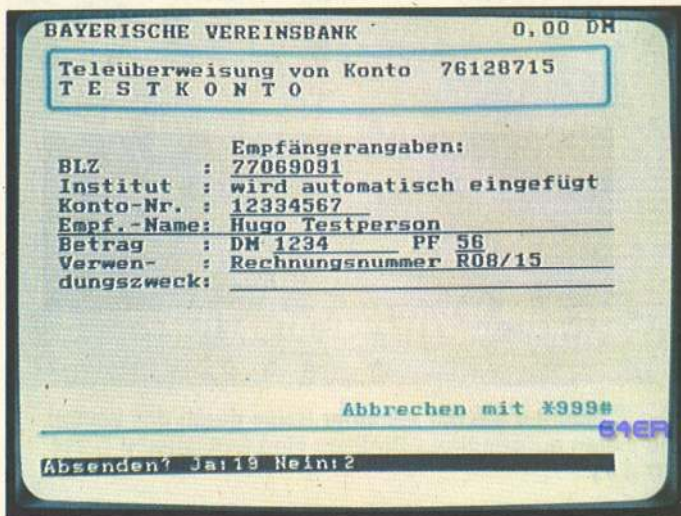 BAYERISCHE VEREINSBANK 0,00 DM
Teleüberweisung von Konto 76128715
T E S T K O N T O
Empfängerangaben:
BLZ : 77069091
Institut : wird automatisch eingefügt
Konto-Nr. : 12334567
Empf.-Name: Hugo Testperson
Betrag : DM 1234 PF 56
Verwen- : Rechnungsnummer R08/15
dungszweck:
Abbrechen mit *999#
64ER
Absenden? Ja:19 Nein:2